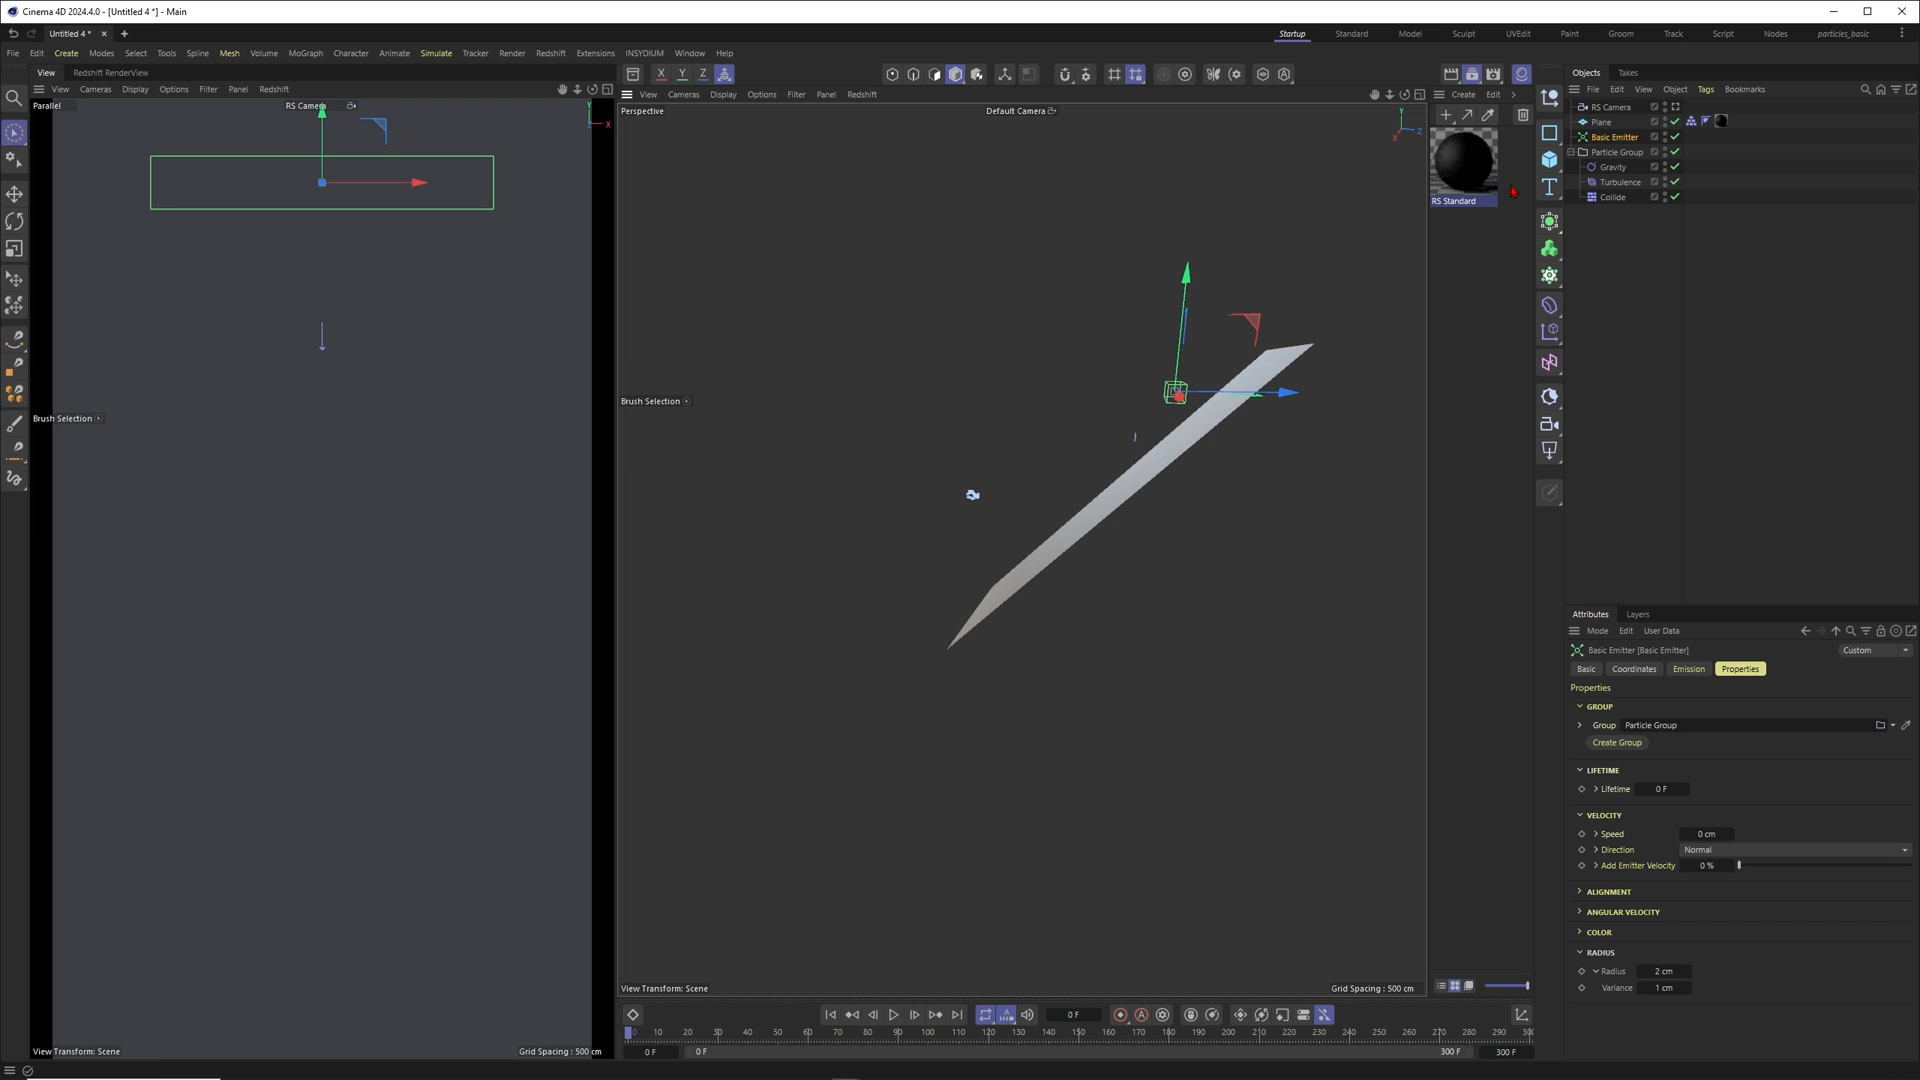 Cinema 4D 2024.4.0 - [Untitled 4 *] - Main
Untitled 4 *
Startup Standard Model Sculpt UVEdit Paint Groom Track Script Nodes particles_basic
File Edit Create Modes Select Tools Spline Mesh Volume MoGraph Character Animate Simulate Tracker Render Redshift Extensions INSYDIUM Window Help
View Redshift RenderView
X Y Z
Objects Takes
View Cameras Display Options Filter Panel Redshift
View Cameras Display Options Filter Panel Redshift
Create Edit
File Edit View Object Tags Bookmarks
Parallel
RS Camera
Y
X
Perspective
Default Camera
Y
X
Z
RS Standard
RS Camera
Plane
Basic Emitter
Particle Group
Gravity
Turbulence
Collide
Brush Selection
Brush Selection
Attributes Layers
Mode Edit User Data
Basic Emitter [Basic Emitter]
Custom
Basic Coordinates Emission Properties
Properties
GROUP
Group Particle Group
Create Group
LIFETIME
Lifetime 0 F
VELOCITY
Speed 0 cm
Direction Normal
Add Emitter Velocity 0 %
ALIGNMENT
ANGULAR VELOCITY
COLOR
RADIUS
Radius 2 cm
Variance 1 cm
View Transform: Scene
Grid Spacing : 500 cm
0 F
0 10 20 30 40 50 60 70 80 90 100 110 120 130 140 150 160 170 180 190 200 210 220 230 240 250 260 270 280 290 30
View Transform: Scene
Grid Spacing : 500 cm
0 F 0 F 300 F 300 F